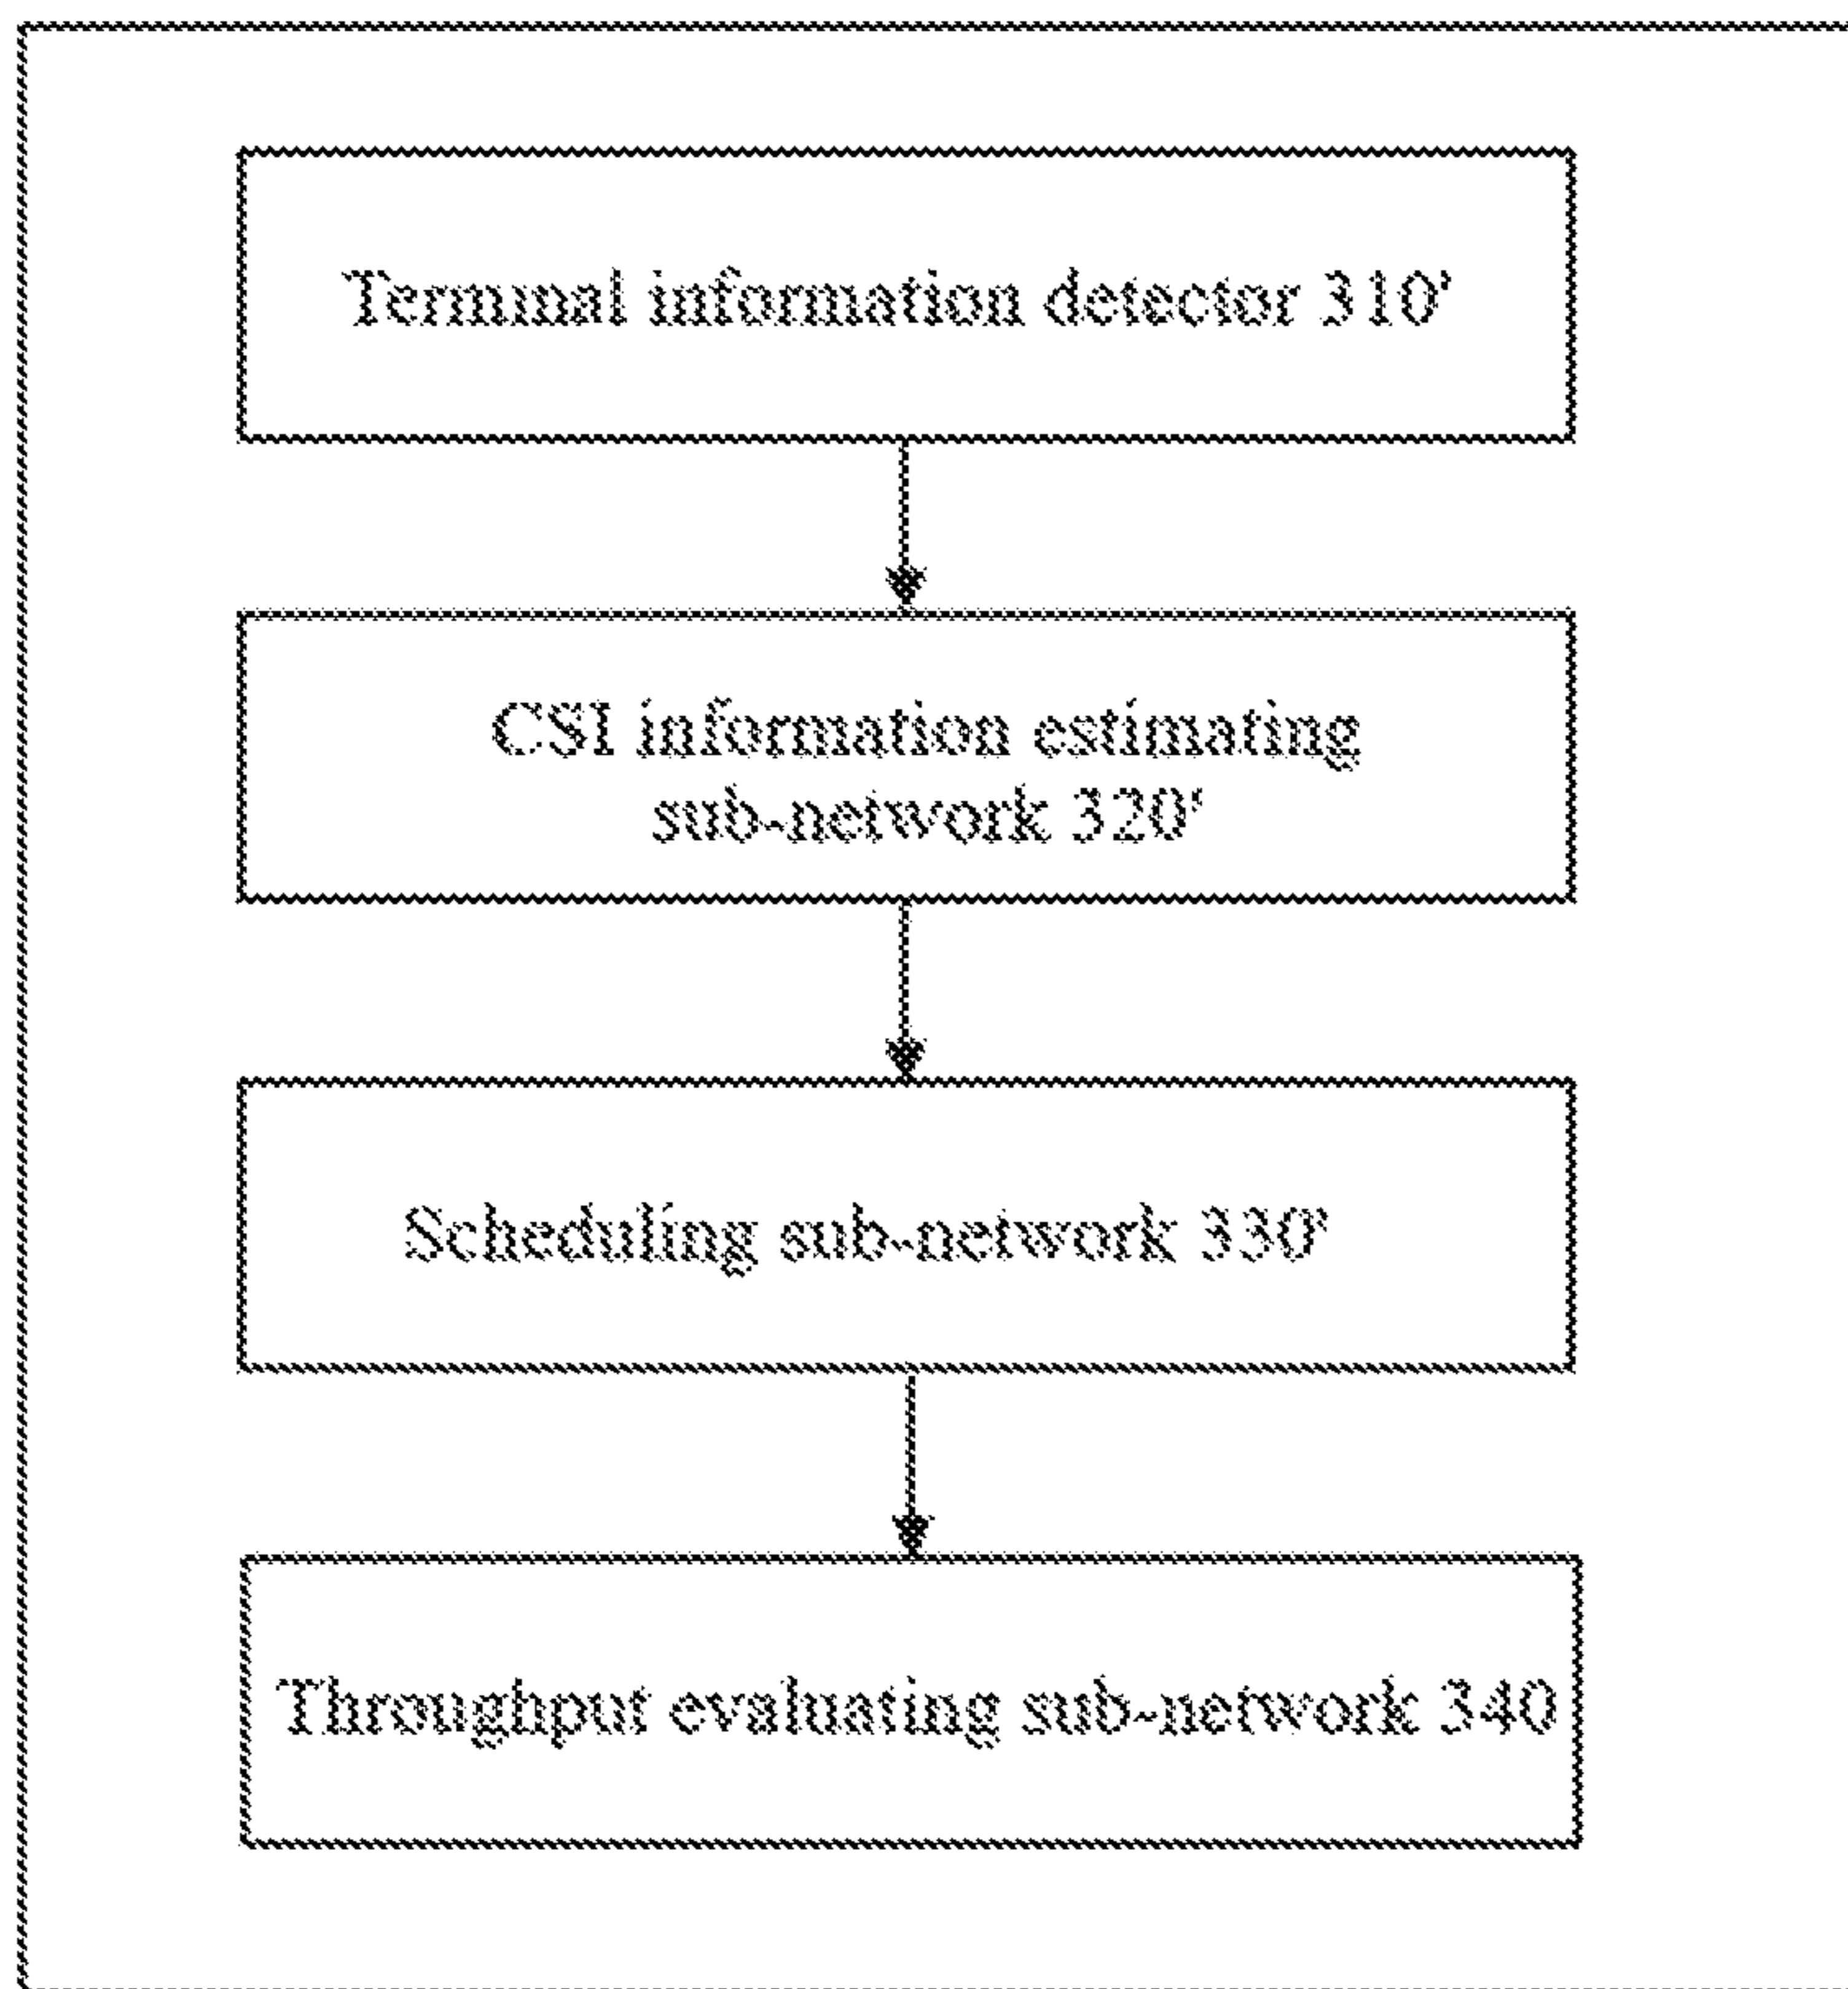 Terminal information detector 310'
CSI information estimating
sub-network 320'
Scheduling sub-network 330'
Throughput evaluating sub-network 340